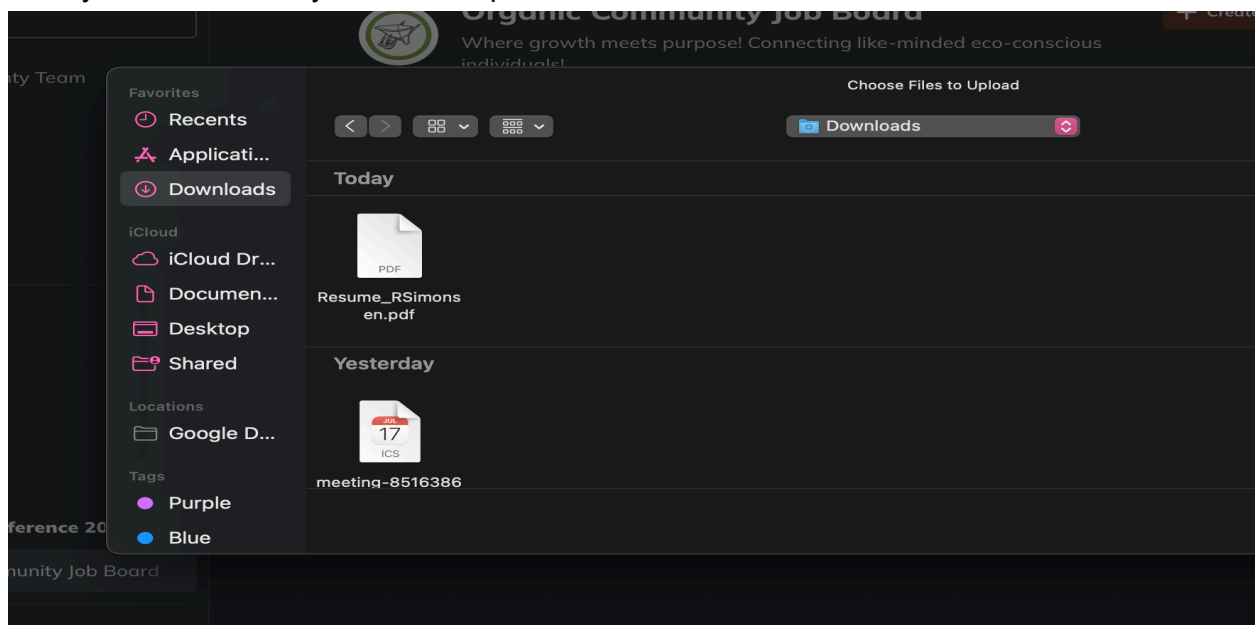 Organic Community Job Board
Create
Where growth meets purpose! Connecting like-minded eco-conscious
individuals!
ity Team
Choose Files to Upload
Favorites
Recents
Applicati...
Downloads
iCloud
iCloud Dr...
Documen...
Desktop
Shared
Locations
Google D...
Tags
Purple
Blue
Downloads
Today
PDF
Resume_RSimons
en.pdf
Yesterday
JUL
17
ICS
meeting-8516386
ference 20
munity Job Board